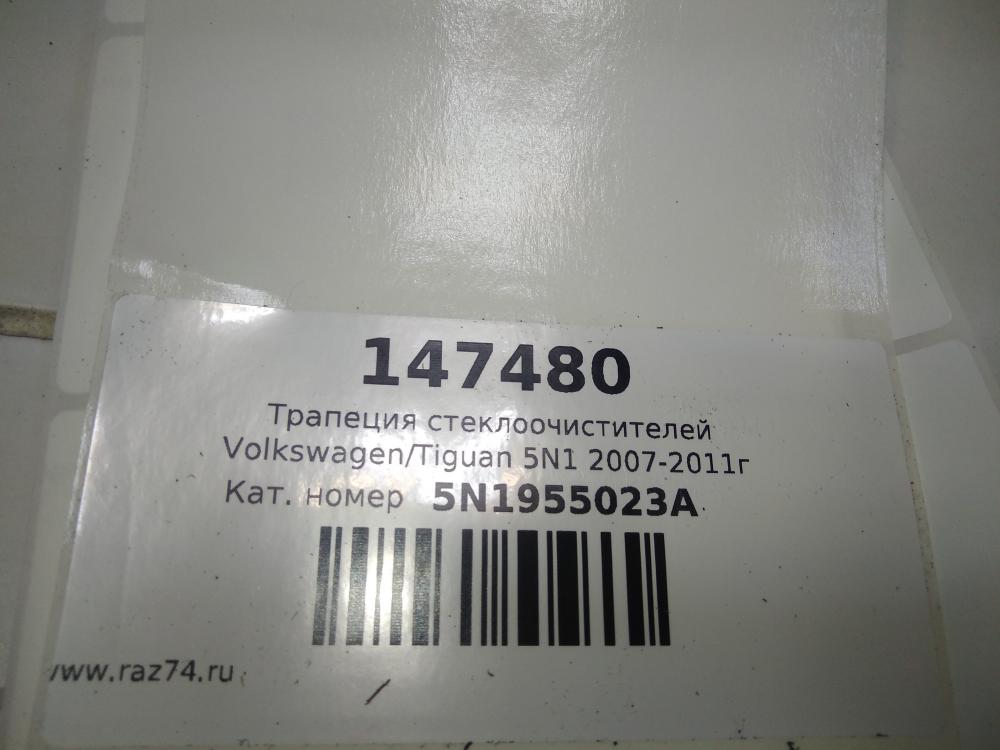 147480
Трапеция стеклоочистителей
Volkswagen/Tiguan 5N1 2007-2011г
Кат. номер 5N1955023A
www.raz74.ru